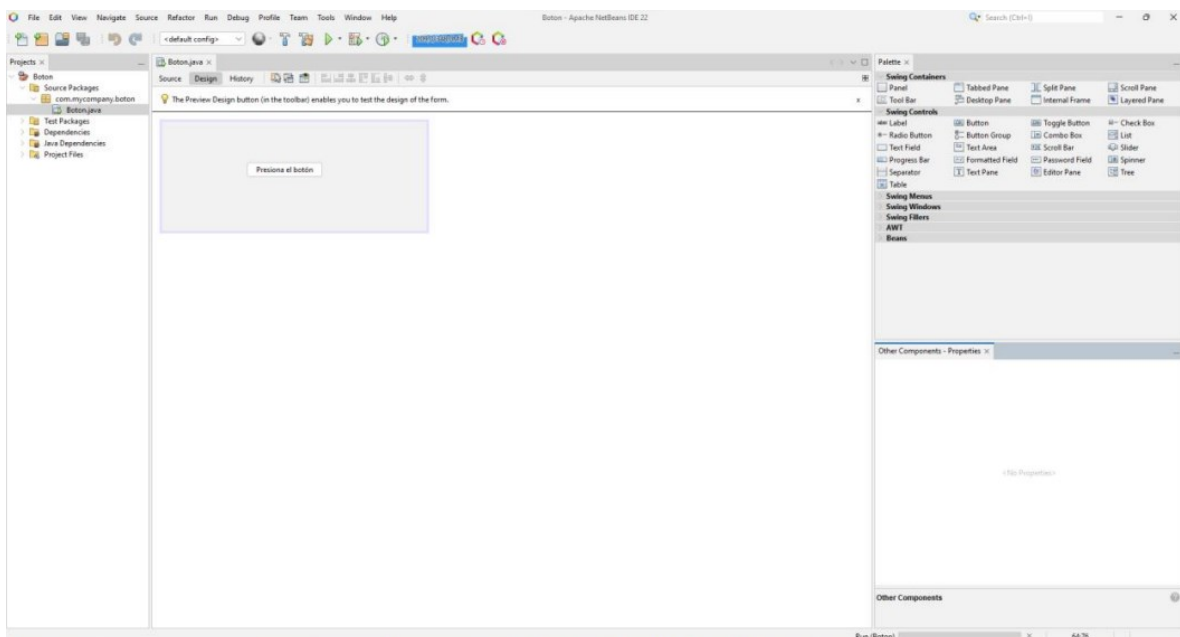 File Edit View Navigate Source Refactor Run Debug Profile Team Tools Window Help
Boton - Apache NetBeans IDE 22
Search (Ctrl+I)
<default config>
Projects
Boton
Source Packages
com.mycompany.boton
Boton.java
Test Packages
Dependencies
Java Dependencies
Project Files
Boton.java
Source Design History
The Preview Design button (in the toolbar) enables you to test the design of the form.
Presiona el botón
Palette
Swing Containers
Panel Tabbed Pane Split Pane Scroll Pane
Tool Bar Desktop Pane Internal Frame Layered Pane
Swing Controls
Label Button Toggle Button Check Box
Radio Button Button Group Combo Box List
Text Field Text Area Scroll Bar Slider
Progress Bar Formatted Field Password Field Spinner
Separator Text Pane Editor Pane Tree
Table
Swing Menus
Swing Windows
Swing Fillers
AWT
Beans
Other Components - Properties
<No Properties>
Other Components
Run (Boton)
64:76